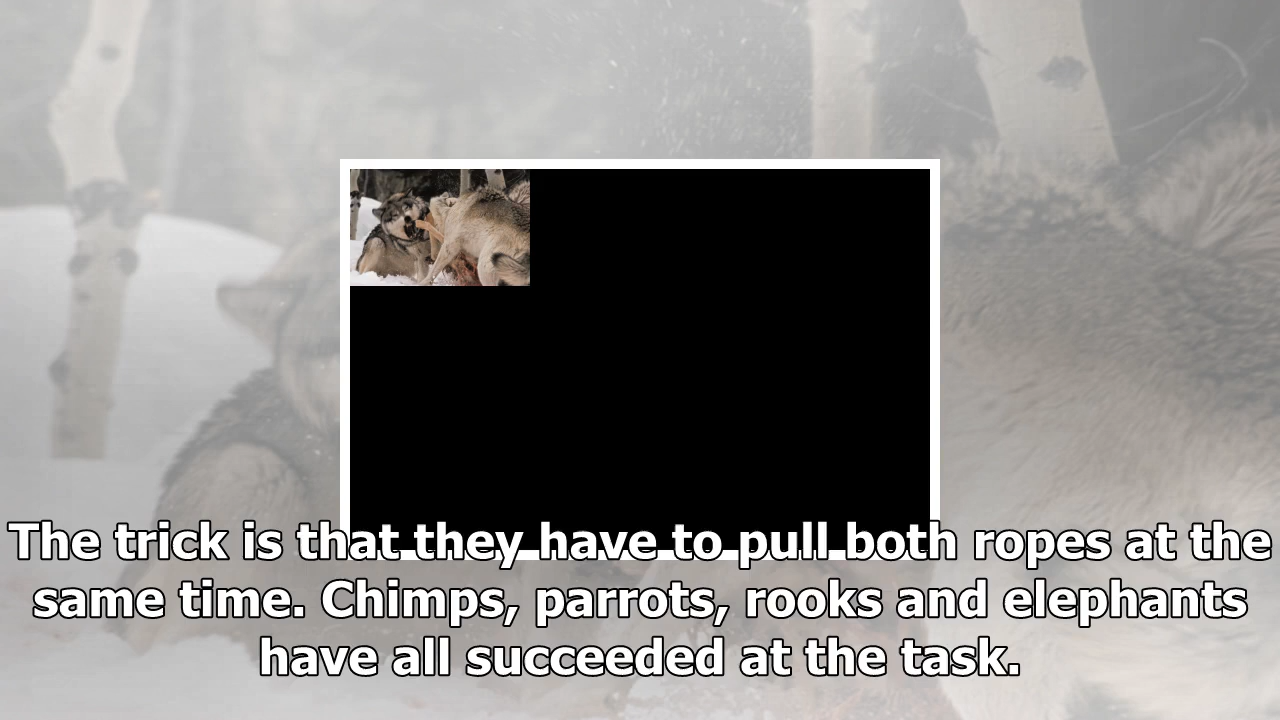 The trick is that they have to pull both ropes at the
same time. Chimps, parrots, rooks and elephants
have all succeeded at the task.